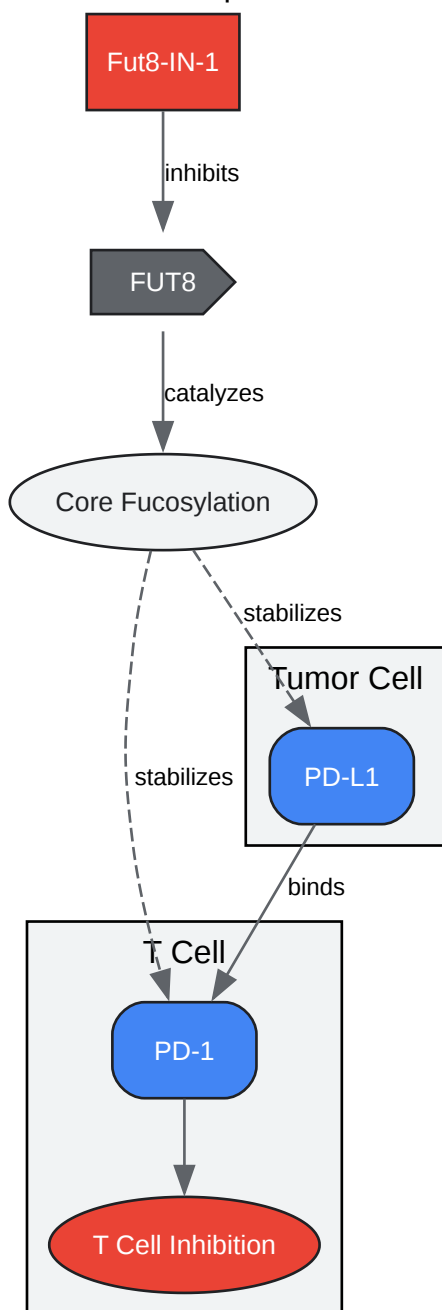 Fut8-IN-1
inhibits
FUT8
catalyzes
Core Fucosylation
stabilizes
Tumor Cell
PD-L1
stabilizes
binds
T Cell
PD-1
T Cell Inhibition